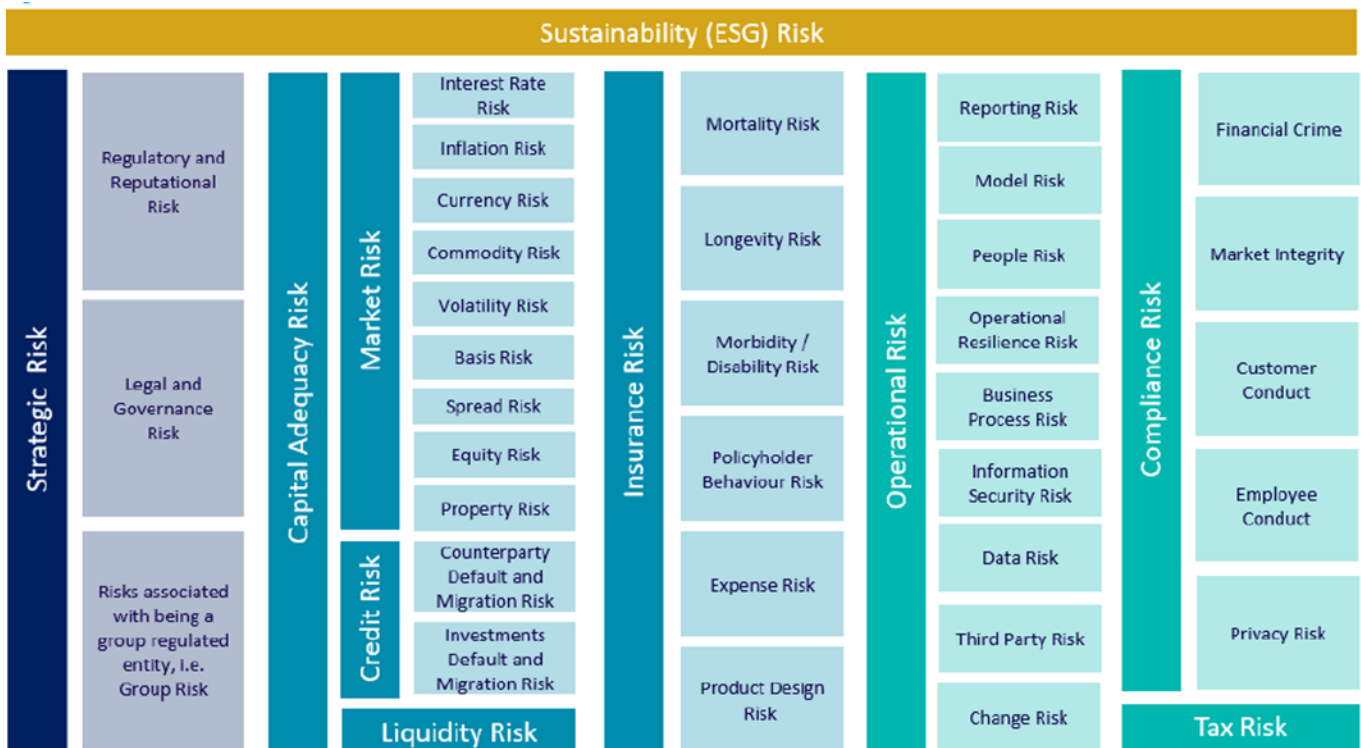 Sustainability (ESG) Risk
Strategic Risk
Regulatory and
Reputational
Risk
Legal and
Governance
Risk
Risks associated
with being a
group regulated
entity, i.e.
Group Risk
Capital Adequacy Risk
Market Risk
Interest Rate
Risk
Inflation Risk
Currency Risk
Commodity Risk
Volatility Risk
Basis Risk
Spread Risk
Equity Risk
Property Risk
Credit Risk
Counterparty
Default and
Migration Risk
Investments
Default and
Migration Risk
Liquidity Risk
Insurance Risk
Mortality Risk
Longevity Risk
Morbidity /
Disability Risk
Policyholder
Behaviour Risk
Expense Risk
Product Design
Risk
Operational Risk
Reporting Risk
Model Risk
People Risk
Operational
Resilience Risk
Business
Process Risk
Information
Security Risk
Data Risk
Third Party Risk
Change Risk
Compliance Risk
Financial Crime
Market Integrity
Customer
Conduct
Employee
Conduct
Privacy Risk
Tax Risk